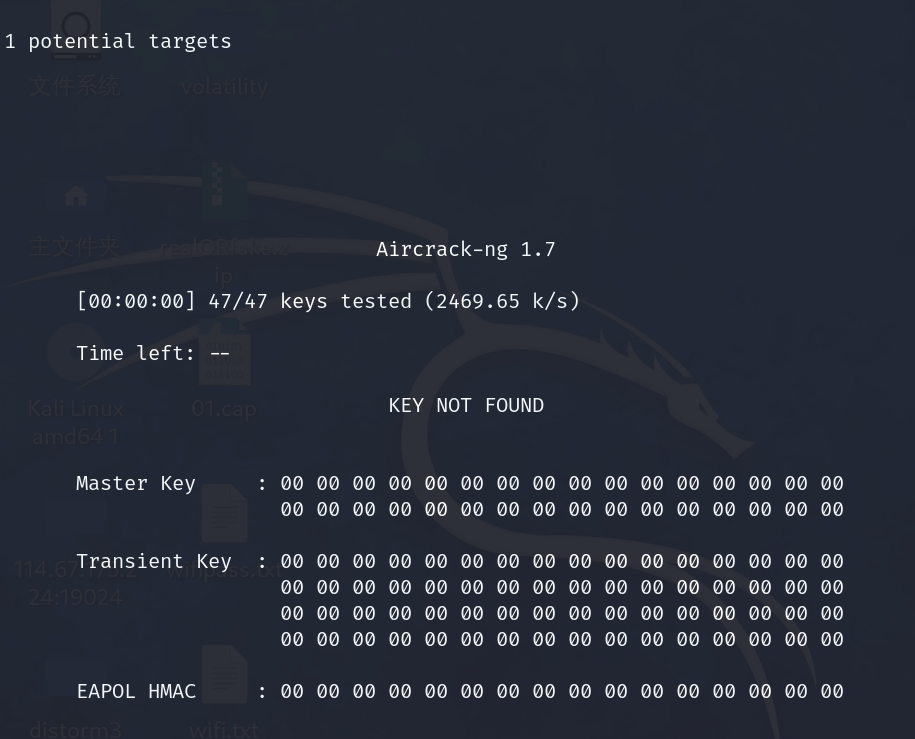 1 potential targets
文件系统 volatility
主文件夹
ip
Aircrack-ng 1.7
[00:00:00] 47/47 keys tested (2469.65 k/s)
Time left: --
Kali Linux amd64 1
01.cap
KEY NOT FOUND
Master Key : 00 00 00 00 00 00 00 00 00 00 00 00 00 00 00 00
00 00 00 00 00 00 00 00 00 00 00 00 00 00 00 00
Transient Key : 00 00 00 00 00 00 00 00 00 00 00 00 00 00 00 00
00 00 00 00 00 00 00 00 00 00 00 00 00 00 00 00
00 00 00 00 00 00 00 00 00 00 00 00 00 00 00 00
00 00 00 00 00 00 00 00 00 00 00 00 00 00 00 00
wifipass.txt
24:19024
EAPOL HMAC : 00 00 00 00 00 00 00 00 00 00 00 00 00 00 00 00
distorm3 wifi.txt